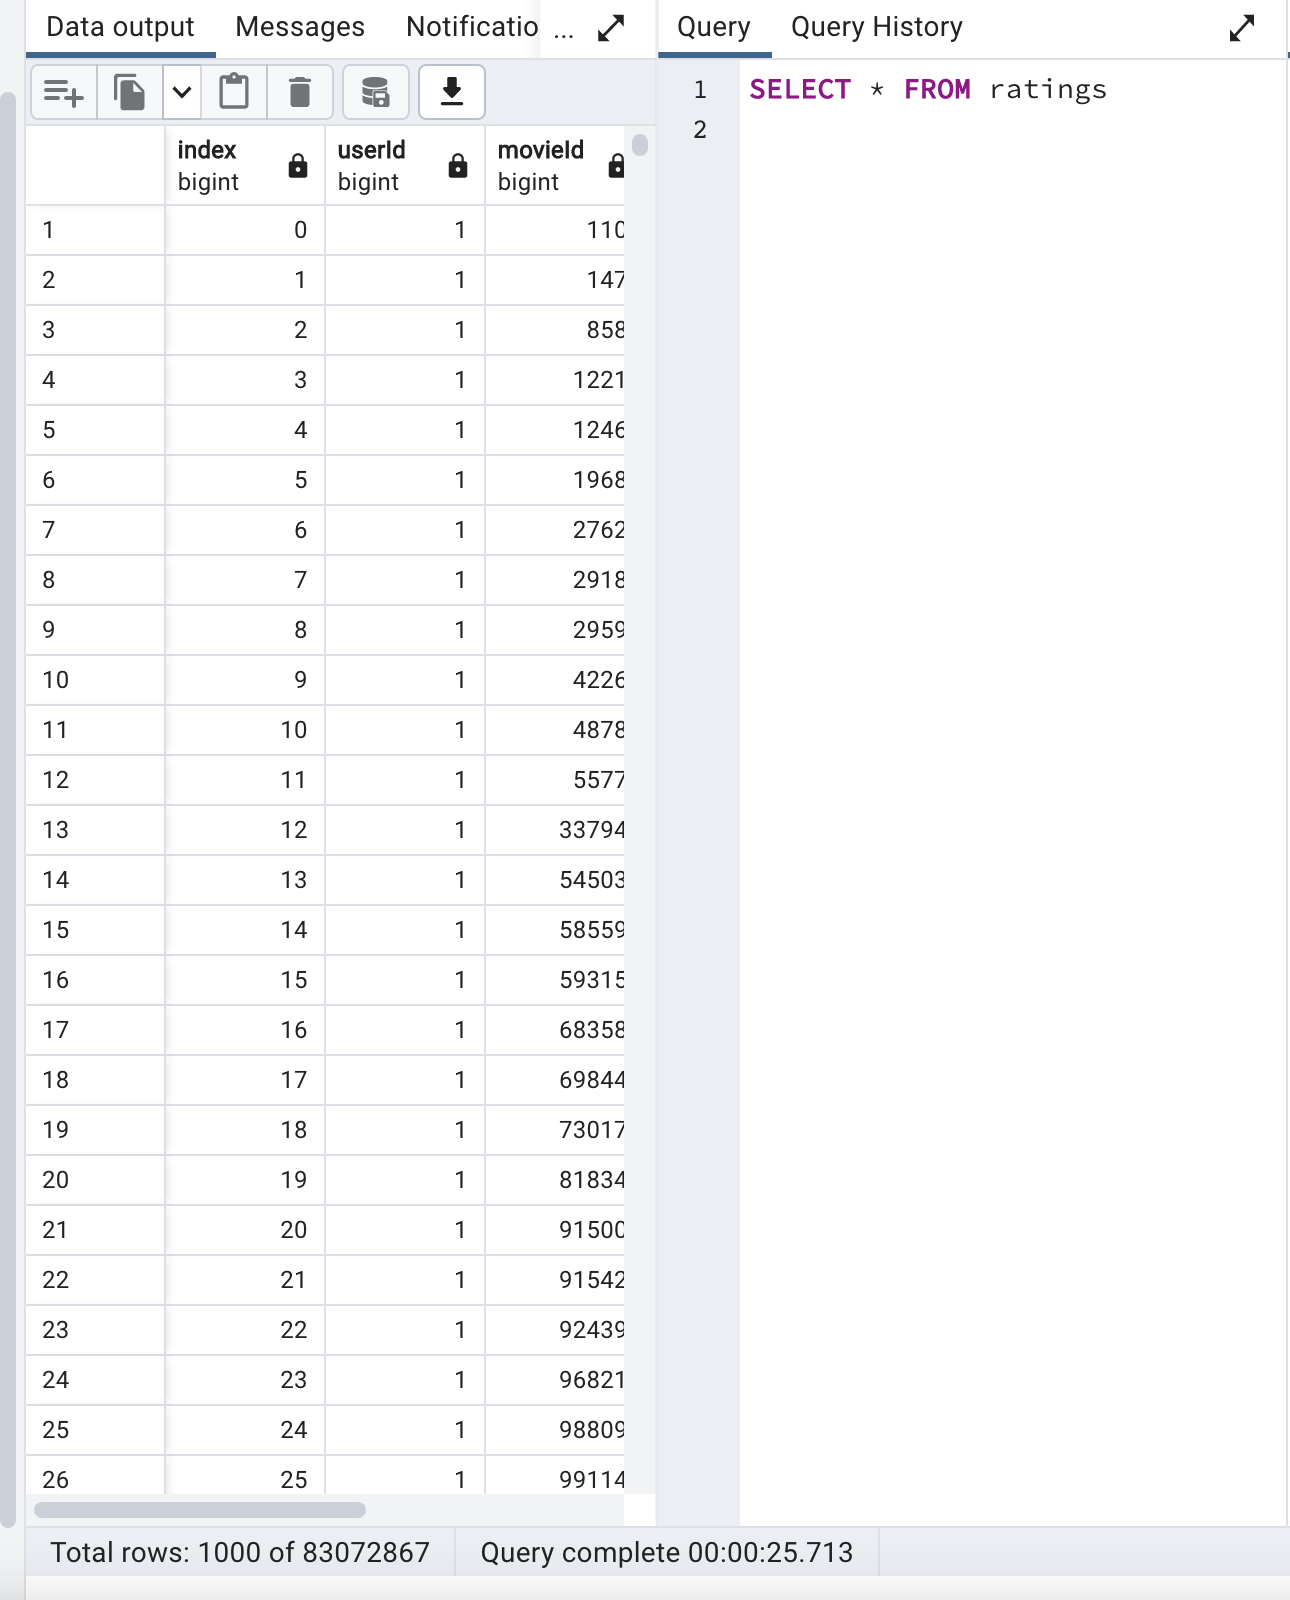 Data output Messages Notificatio ...
index userId movieId
bigint bigint bigint
1 0 1 110
2 1 1 147
3 2 1 858
4 3 1 1221
5 4 1 1246
6 5 1 1968
7 6 1 2762
8 7 1 2918
9 8 1 2959
10 9 1 4226
11 10 1 4878
12 11 1 5577
13 12 1 33794
14 13 1 54503
15 14 1 58559
16 15 1 59315
17 16 1 68358
18 17 1 69844
19 18 1 73017
20 19 1 81834
21 20 1 91500
22 21 1 91542
23 22 1 92439
24 23 1 96821
25 24 1 98809
26 25 1 99114
Query Query History
1 SELECT * FROM ratings
2
Total rows: 1000 of 83072867 Query complete 00:00:25.713